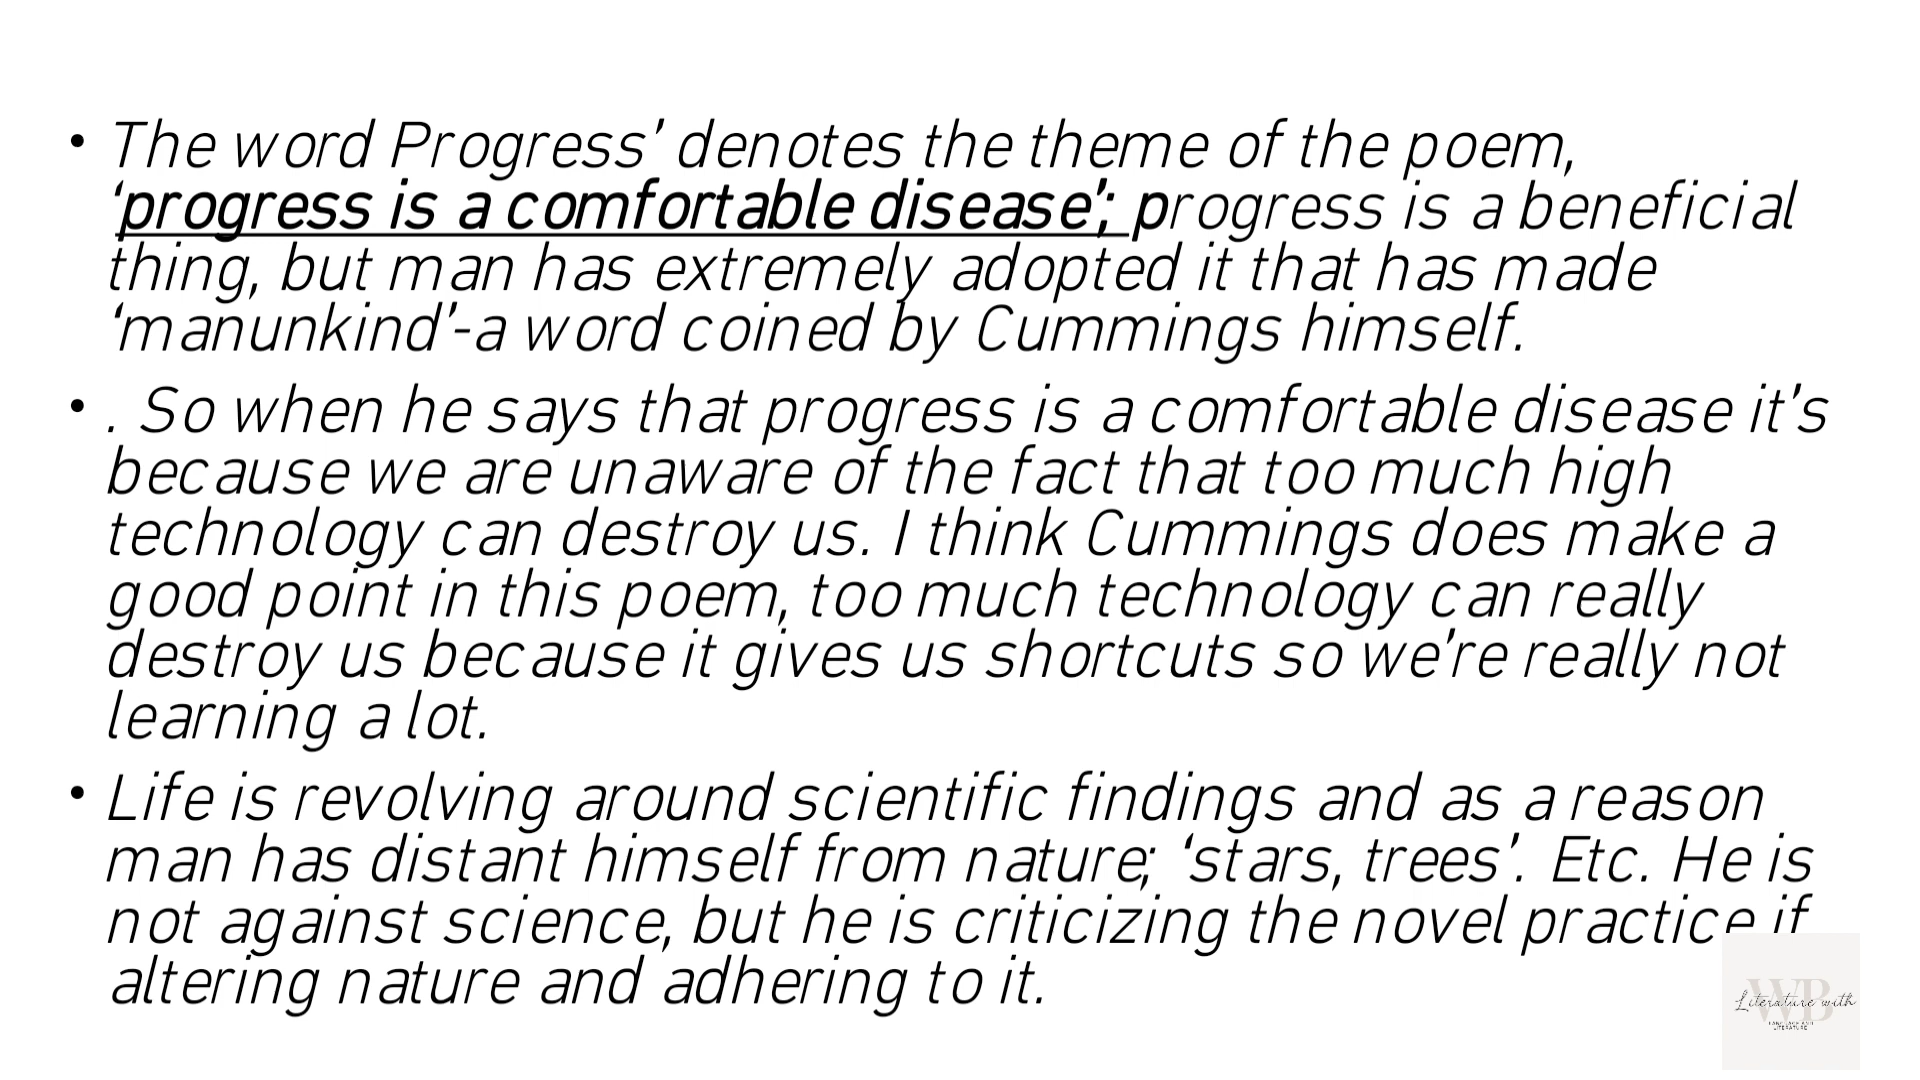 • The word Progress’ denotes the theme of the poem,
‘progress is a comfortable disease’; progress is a beneficial
thing, but man has extremely adopted it that has made
‘manunkind’-a word coined by Cummings himself.
• . So when he says that progress is a comfortable disease it’s
because we are unaware of the fact that too much high
technology can destroy us. I think Cummings does make a
good point in this poem, too much technology can really
destroy us because it gives us shortcuts so we’re really not
learning a lot.
• Life is revolving around scientific findings and as a reason
man has distant himself from nature; ‘stars, trees’. Etc. He is
not against science, but he is criticizing the novel practice if
altering nature and adhering to it.
WB
Literature with
LANGUAGE AND
LITERATURE